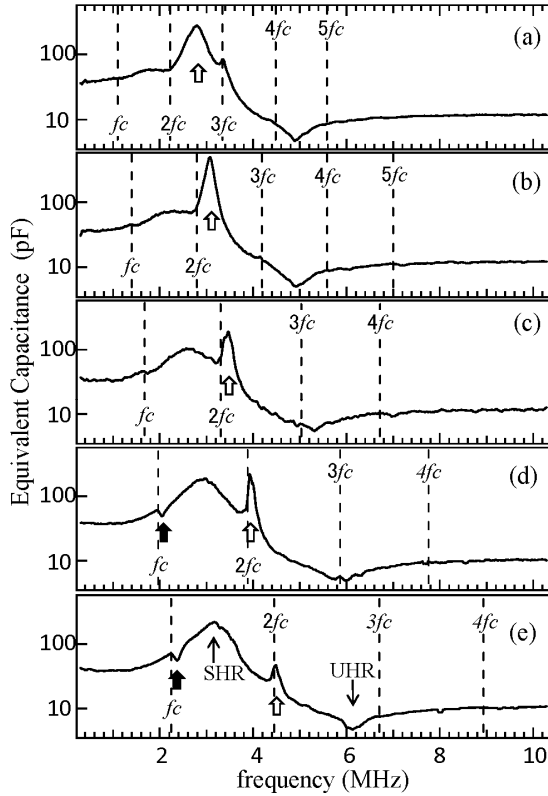 4fc 5fc (a)
100
10
fc 2fc 3fc
3fc 4fc 5fc (b)
100
10
fc 2fc
3fc 4fc (c)
100
10
fc 2fc
3fc 4fc (d)
100
10
fc 2fc
2fc 3fc 4fc (e)
100
SHR UHR
fc
10
2 4 6 8 10
frequency (MHz)
Equivalent Capacitance (pF)